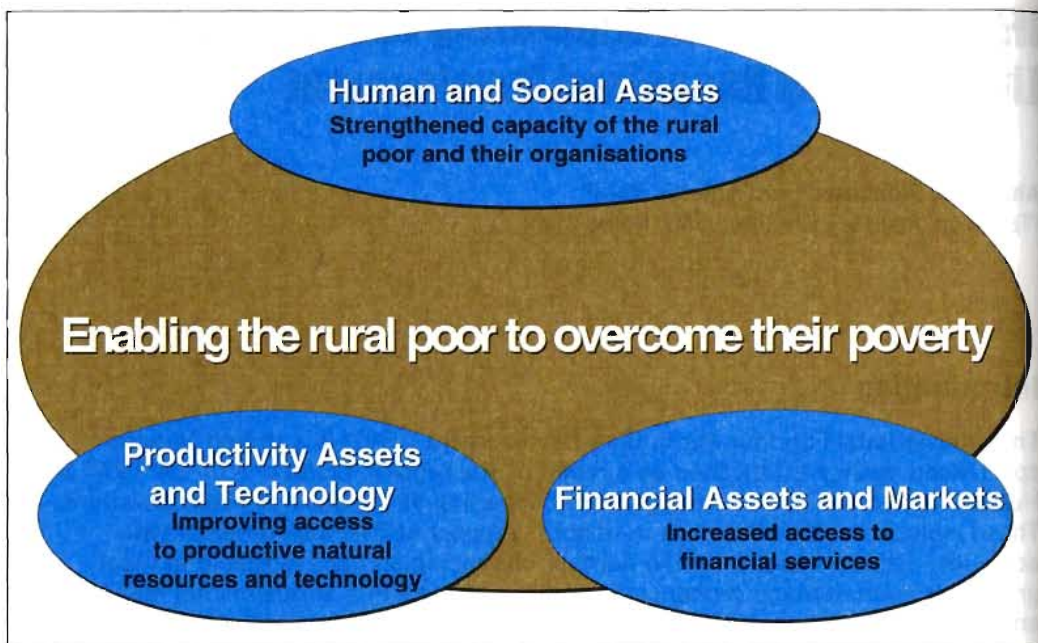 Human and Social Assets
Strengthened capacity of the rural
poor and their organisations
Enabling the rural poor to overcome their poverty
Productivity Assets
and Technology
Improving access
to productive natural
resources and technology
Financial Assets and Markets
Increased access to
financial services